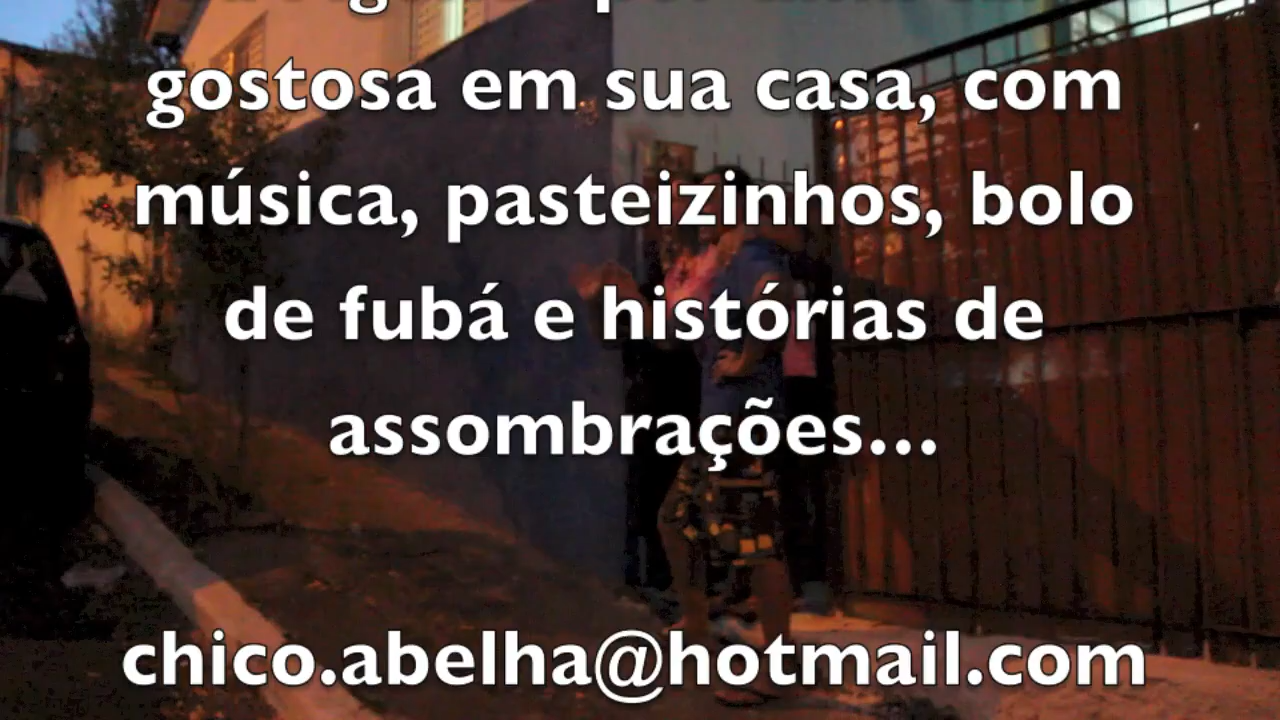 gostosa em sua casa, com
música, pasteizinhos, bolo
de fubá e histórias de
assombrações...
chico.abelha@hotmail.com